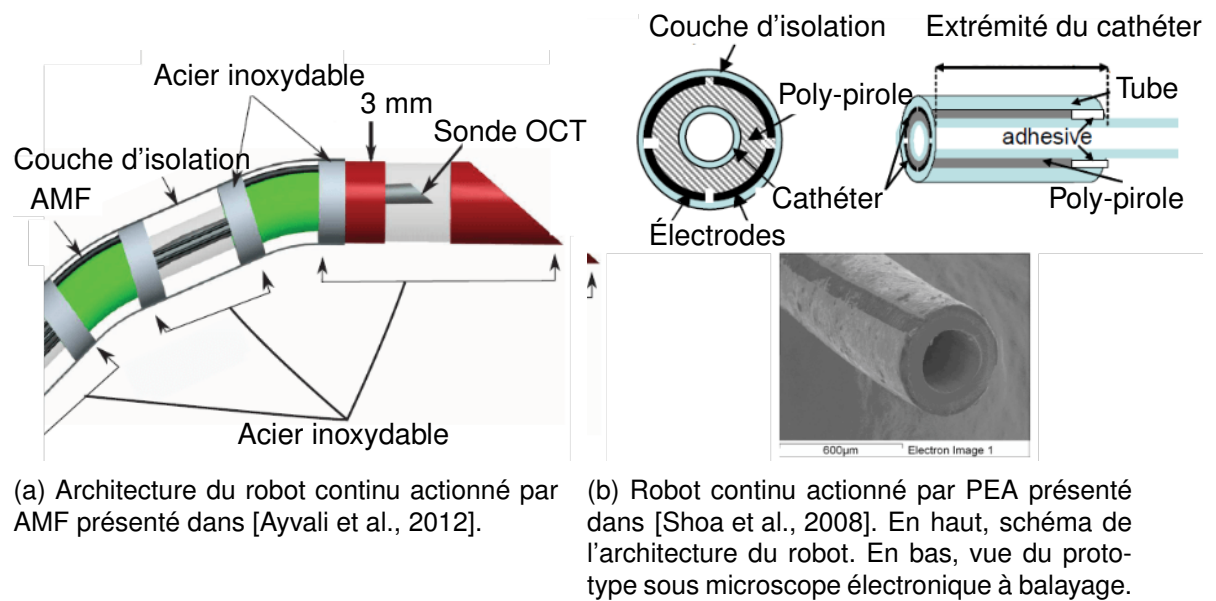 Acier inoxydable
3 mm
Sonde OCT
Couche d'isolation
AMF
Acier inoxydable
(a) Architecture du robot continu actionné par
AMF présenté dans [Ayvali et al., 2012].
Couche d'isolation
Extrémité du cathéter
Poly-pirole
Tube
adhesive
Cathéter
Poly-pirole
Électrodes
600µm
Electron Image 1
(b) Robot continu actionné par PEA présenté
dans [Shoa et al., 2008]. En haut, schéma de
l'architecture du robot. En bas, vue du proto-
type sous microscope électronique à balayage.